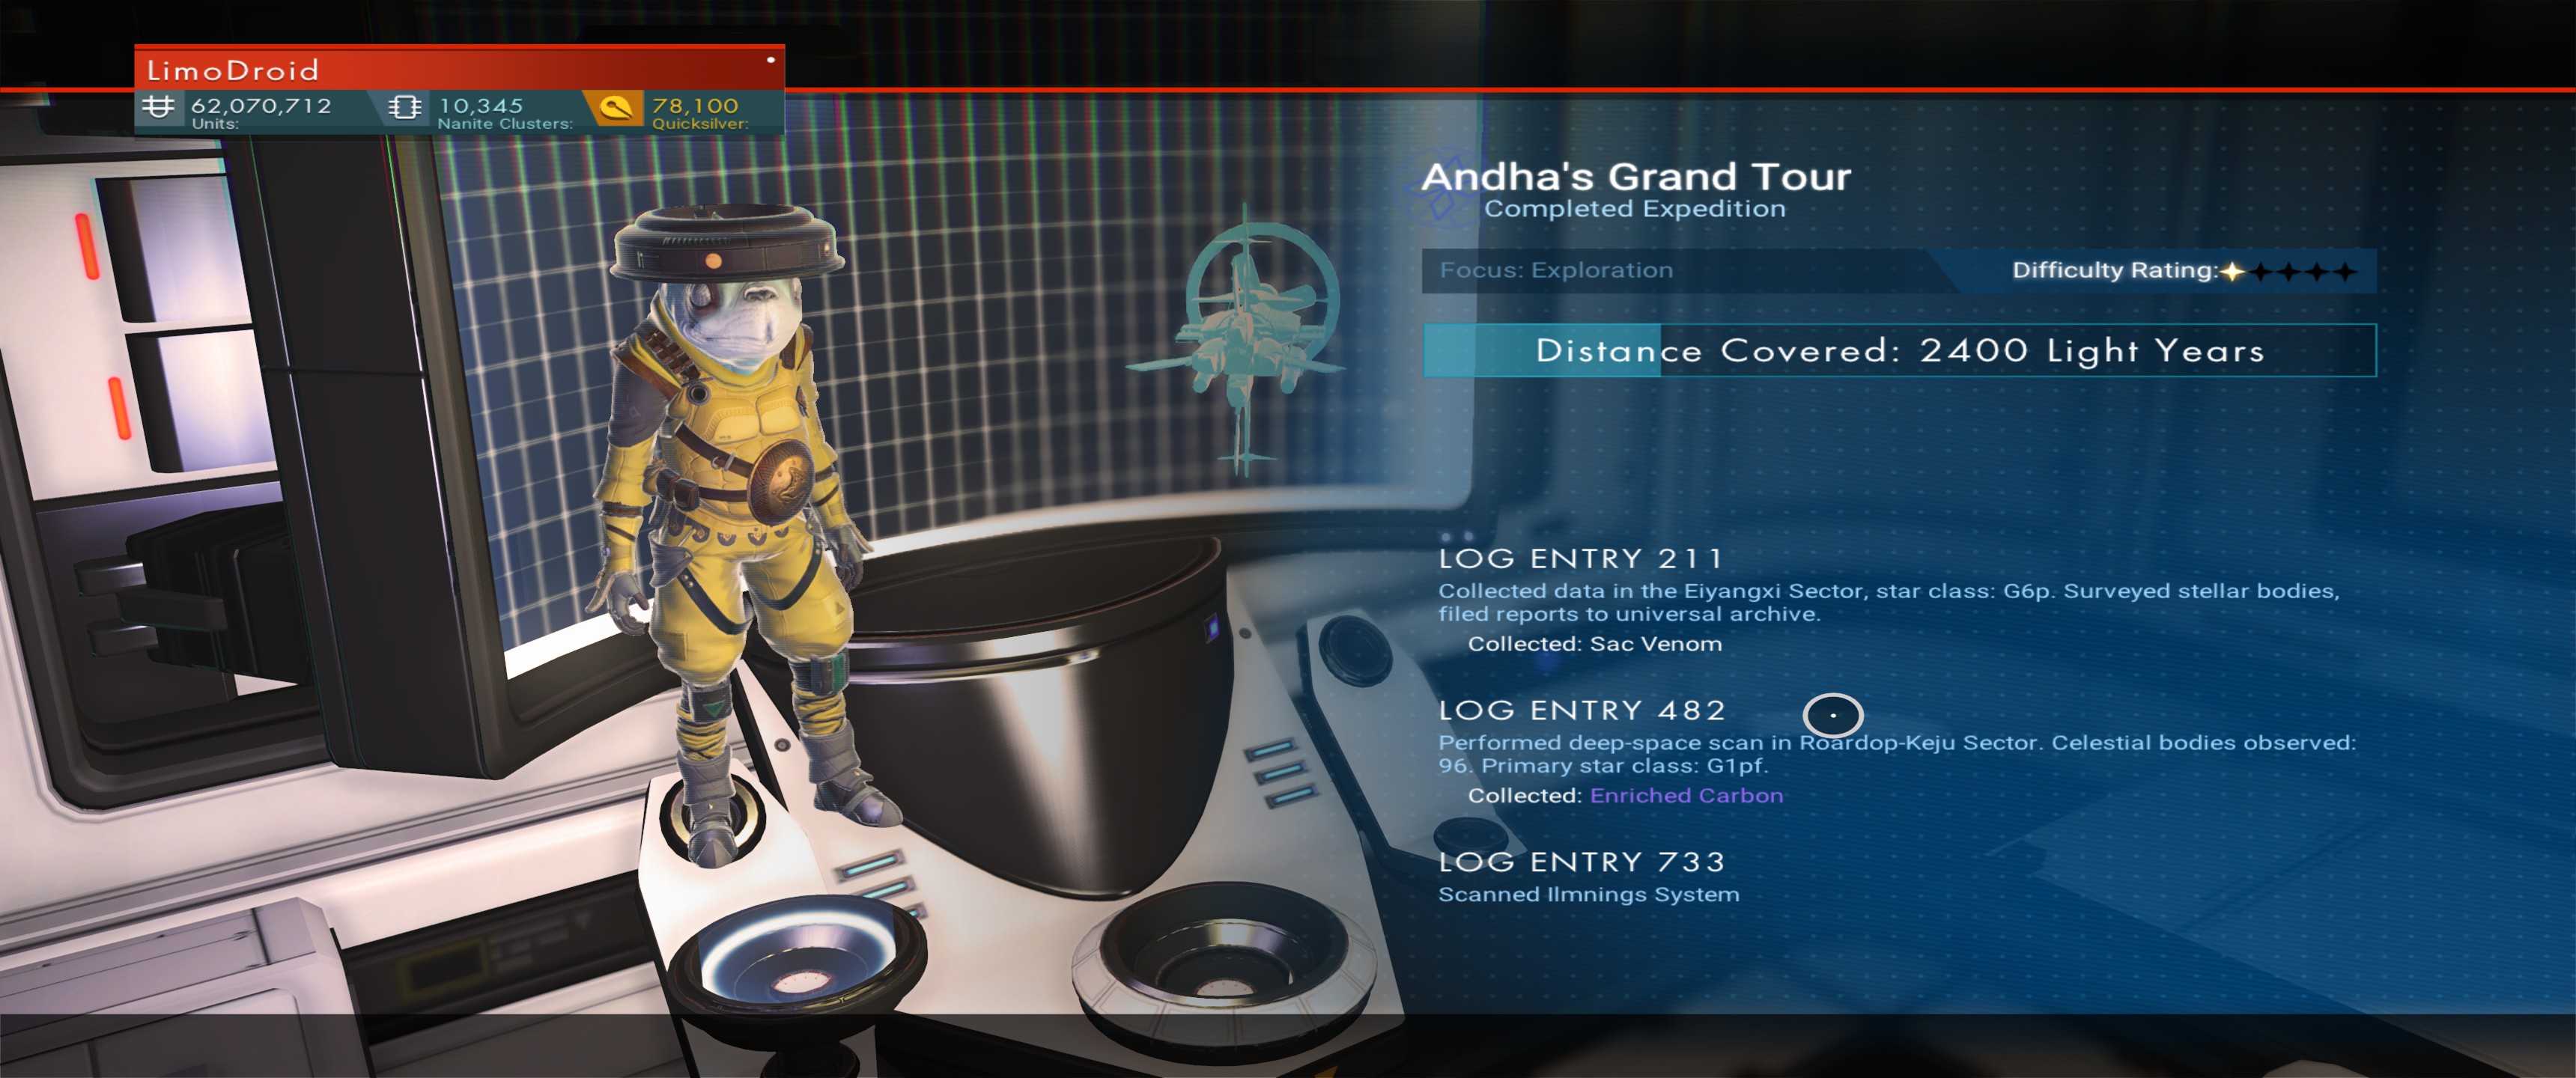 LimoDroid
62,070,712
Units:
10,345
Nanite Clusters:
78,100
Quicksilver:
Andha's Grand Tour
Completed Expedition
Focus: Exploration
Difficulty Rating:
Distance Covered: 2400 Light Years
LOG ENTRY 211
Collected data in the Eiyangxi Sector, star class: G6p. Surveyed stellar bodies,
filed reports to universal archive.
Collected: Sac Venom
LOG ENTRY 482
Performed deep-space scan in Roardop-Keju Sector. Celestial bodies observed:
96. Primary star class: G1pf.
Collected: Enriched Carbon
LOG ENTRY 733
Scanned Ilmnings System